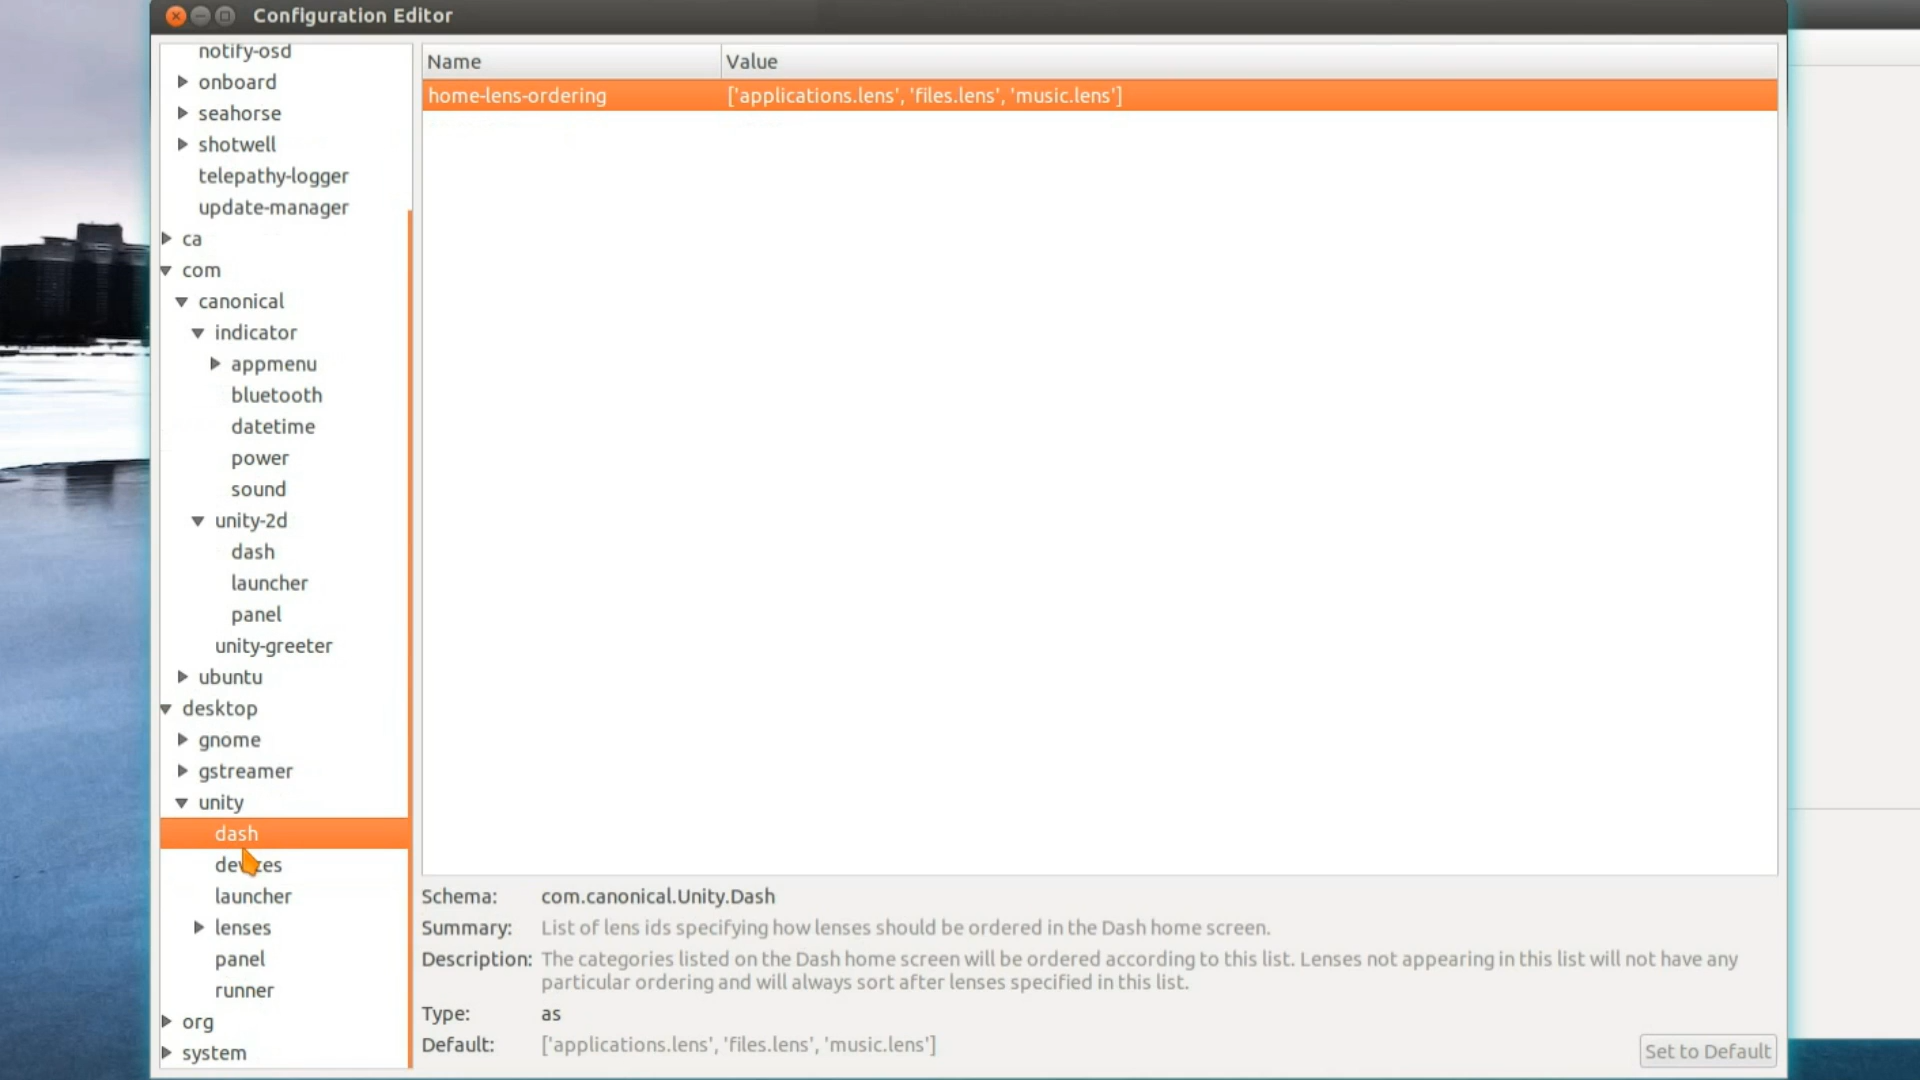 Configuration Editor
notify-osd
onboard
seahorse
shotwell
telepathy-logger
update-manager
ca
com
canonical
indicator
appmenu
bluetooth
datetime
power
sound
unity-2d
dash
launcher
panel
unity-greeter
ubuntu
desktop
gnome
gstreamer
unity
dash
devices
launcher
lenses
panel
runner
org
system
Name Value
home-lens-ordering ['applications.lens', 'files.lens', 'music.lens']
Schema: com.canonical.Unity.Dash
Summary: List of lens ids specifying how lenses should be ordered in the Dash home screen.
Description: The categories listed on the Dash home screen will be ordered according to this list. Lenses not appearing in this list will not have any
particular ordering and will always sort after lenses specified in this list.
Type: as
Default: ['applications.lens', 'files.lens', 'music.lens']
Set to Default